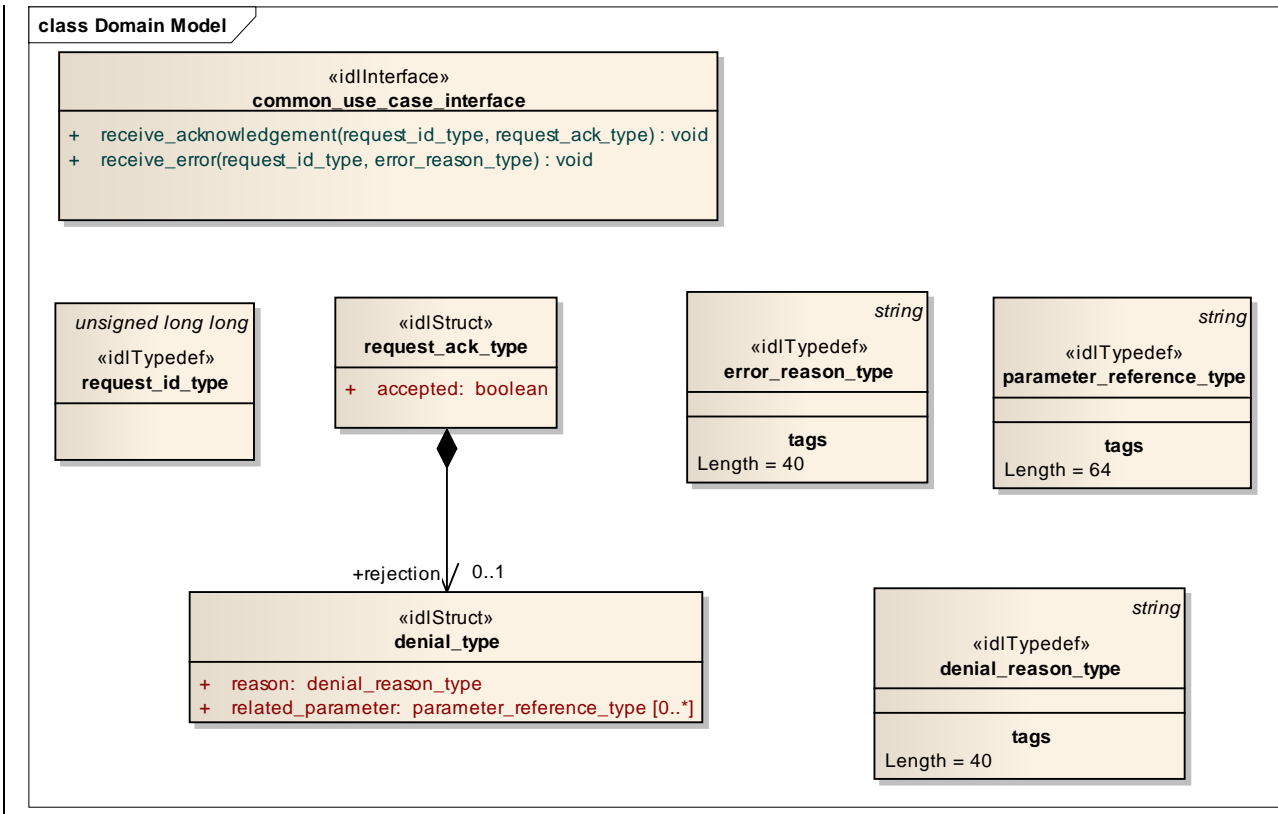 class Domain Model
«idlInterface»
common_use_case_interface
+ receive_acknowledgement(request_id_type, request_ack_type) : void
+ receive_error(request_id_type, error_reason_type) : void
unsigned long long
«idlTypedef»
request_id_type
«idlStruct»
request_ack_type
+ accepted: boolean
string
«idlTypedef»
error_reason_type
tags
Length = 40
string
«idlTypedef»
parameter_reference_type
tags
Length = 64
+rejection 0..1
«idlStruct»
denial_type
+ reason: denial_reason_type
+ related_parameter: parameter_reference_type [0..*]
string
«idlTypedef»
denial_reason_type
tags
Length = 40